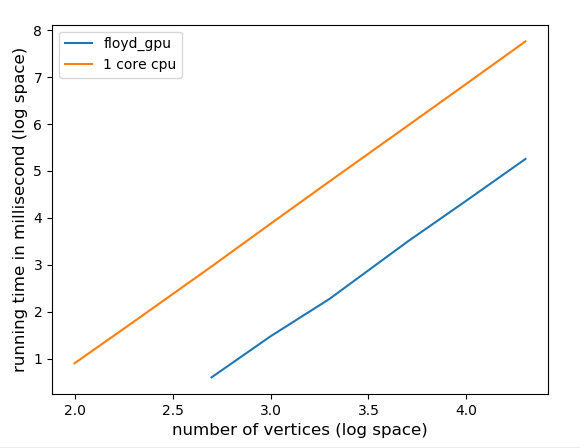 floyd_gpu
1 core cpu
running time in millisecond (log space)
8
7
6
5
4
3
2
1
2.0 2.5 3.0 3.5 4.0
number of vertices (log space)